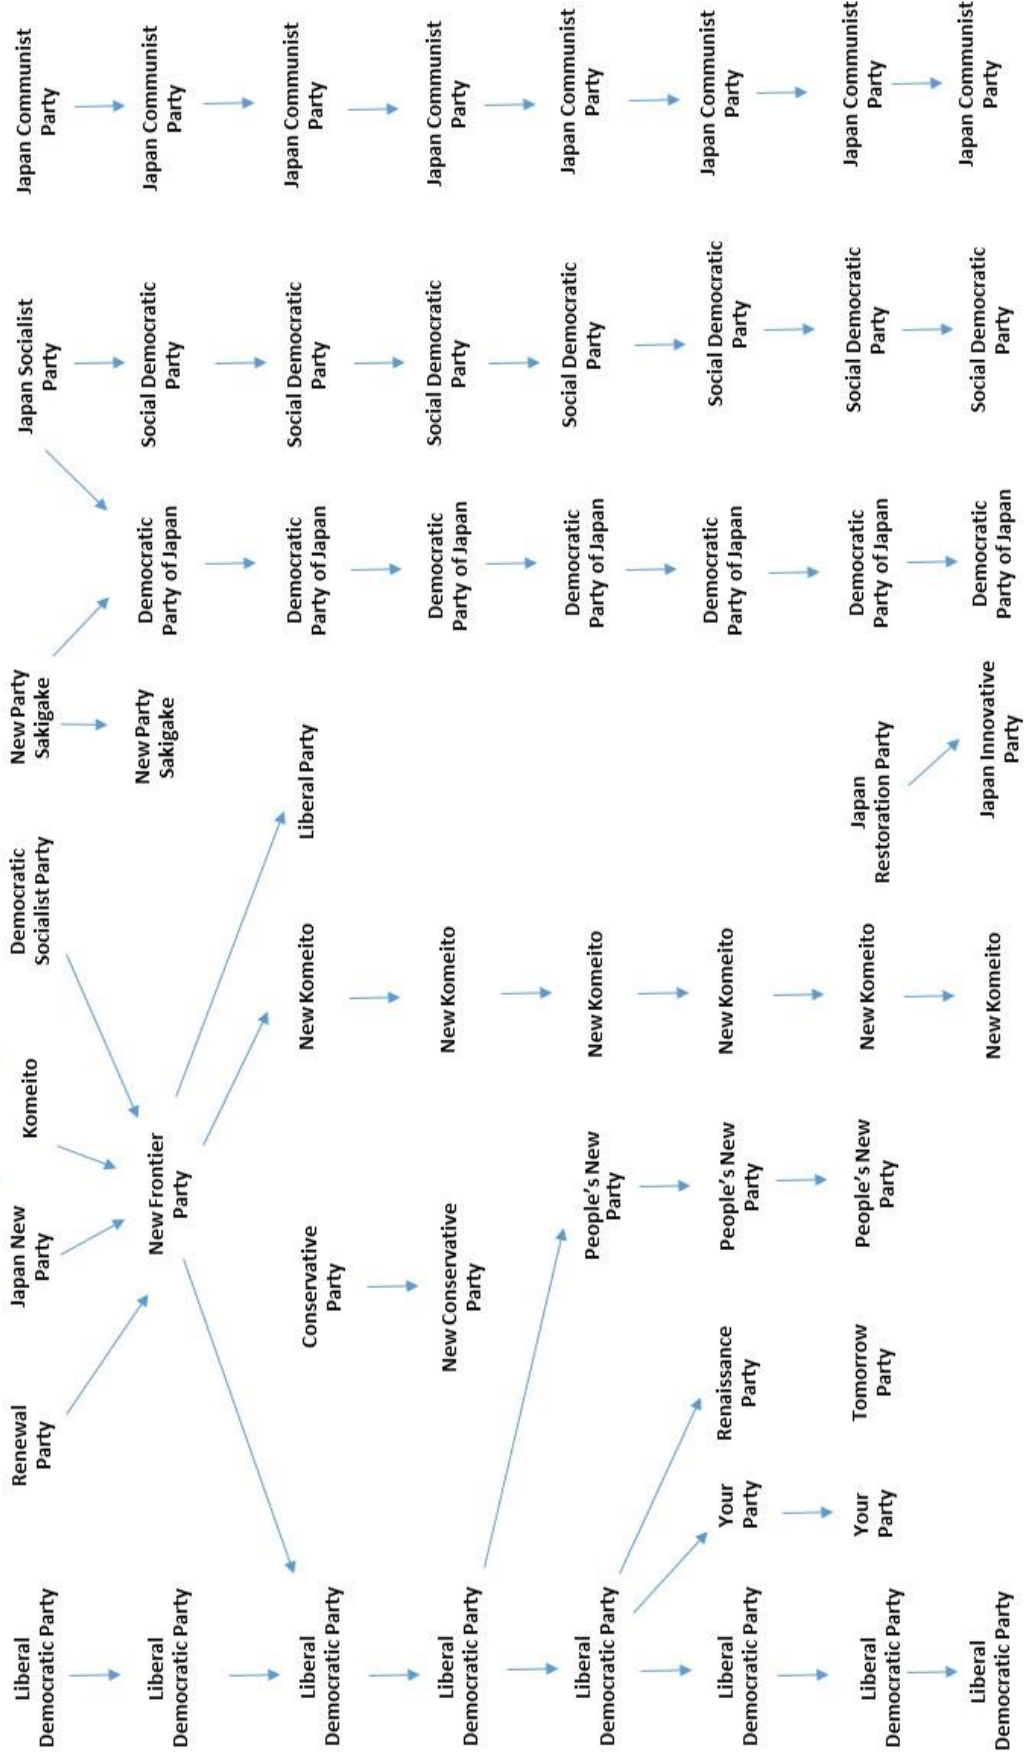 Liberal
Democratic Party
Renewal
Party
Japan New
Party
Komeito
Democratic
Socialist Party
New Party
Sakigake
Japan Socialist
Party
Japan Communist
Party
Liberal
Democratic Party
New Frontier
Party
New Party
Sakigake
Democratic
Party of Japan
Social Democratic
Party
Japan Communist
Party
Liberal
Democratic Party
Conservative
Party
New Komeito
Liberal Party
Democratic
Party of Japan
Social Democratic
Party
Japan Communist
Party
Liberal
Democratic Party
New Conservative
Party
New Komeito
Democratic
Party of Japan
Social Democratic
Party
Japan Communist
Party
Liberal
Democratic Party
People's New
Party
New Komeito
Democratic
Party of Japan
Social Democratic
Party
Japan Communist
Party
Liberal
Democratic Party
Your
Party
Renaissance
Party
People's New
Party
New Komeito
Democratic
Party of Japan
Social Democratic
Party
Japan Communist
Party
Liberal
Democratic Party
Your
Party
Tomorrow
Party
People's New
Party
New Komeito
Japan
Restoration Party
Democratic
Party of Japan
Social Democratic
Party
Japan Communist
Party
Liberal
Democratic Party
New Komeito
Japan Innovative
Party
Democratic
Party of Japan
Social Democratic
Party
Japan Communist
Party